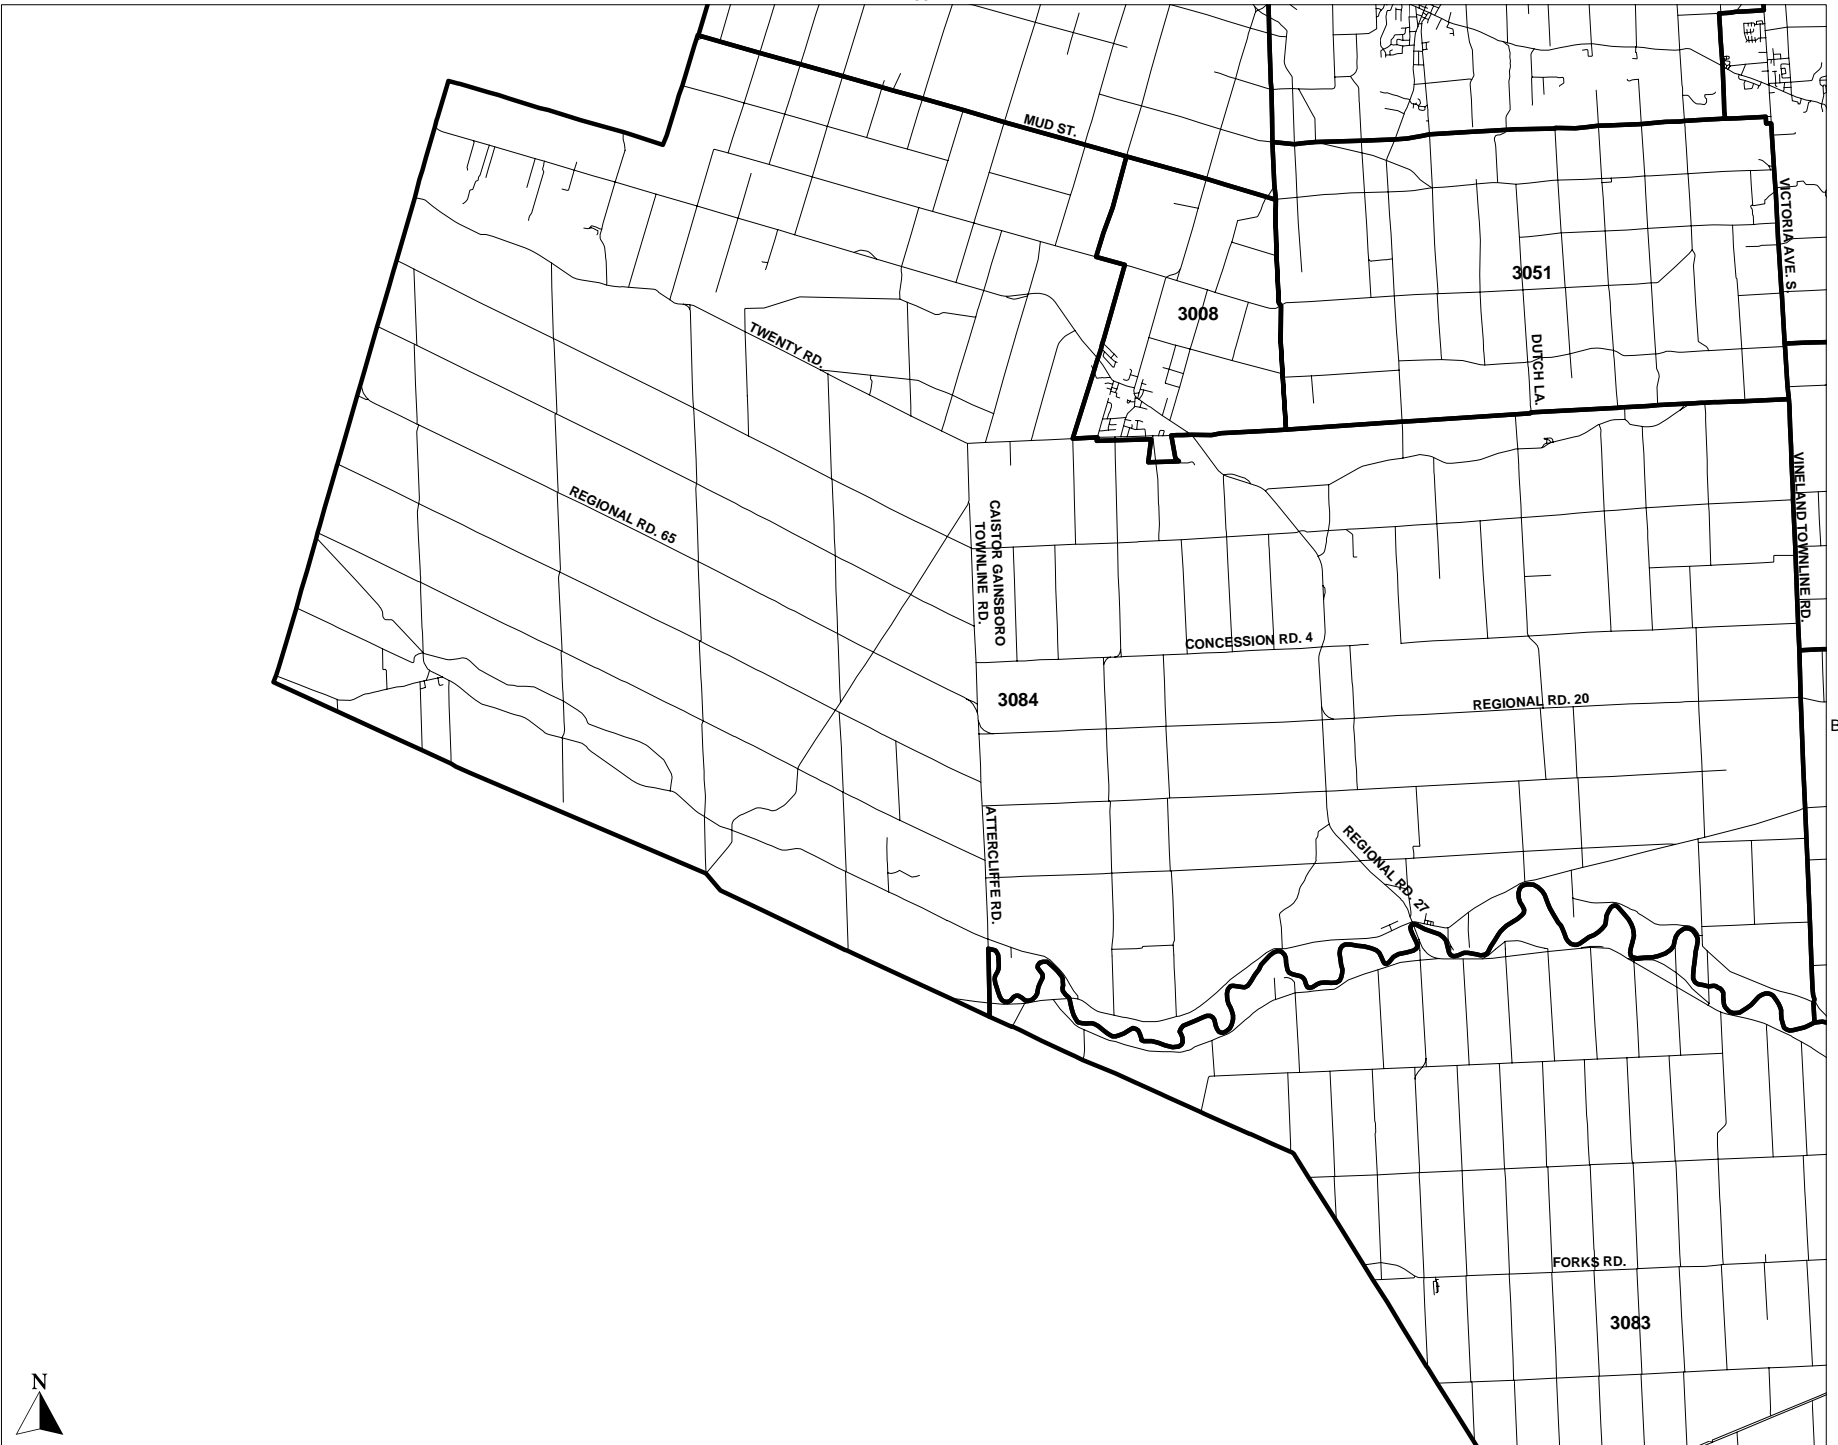 MUD ST.
VICTORIA AVE. S.
3051
3008
TWENTY RD.
DUTCH LA.
REGIONAL RD. 65
CAISTOR GAINSBORO
TOWNLINE RD.
VINELAND TOWNLINE RD.
CONCESSION RD. 4
3084
REGIONAL RD. 20
B
ATTERCLIFFE RD.
REGIONAL RD. 27
FORKS RD.
3083
N